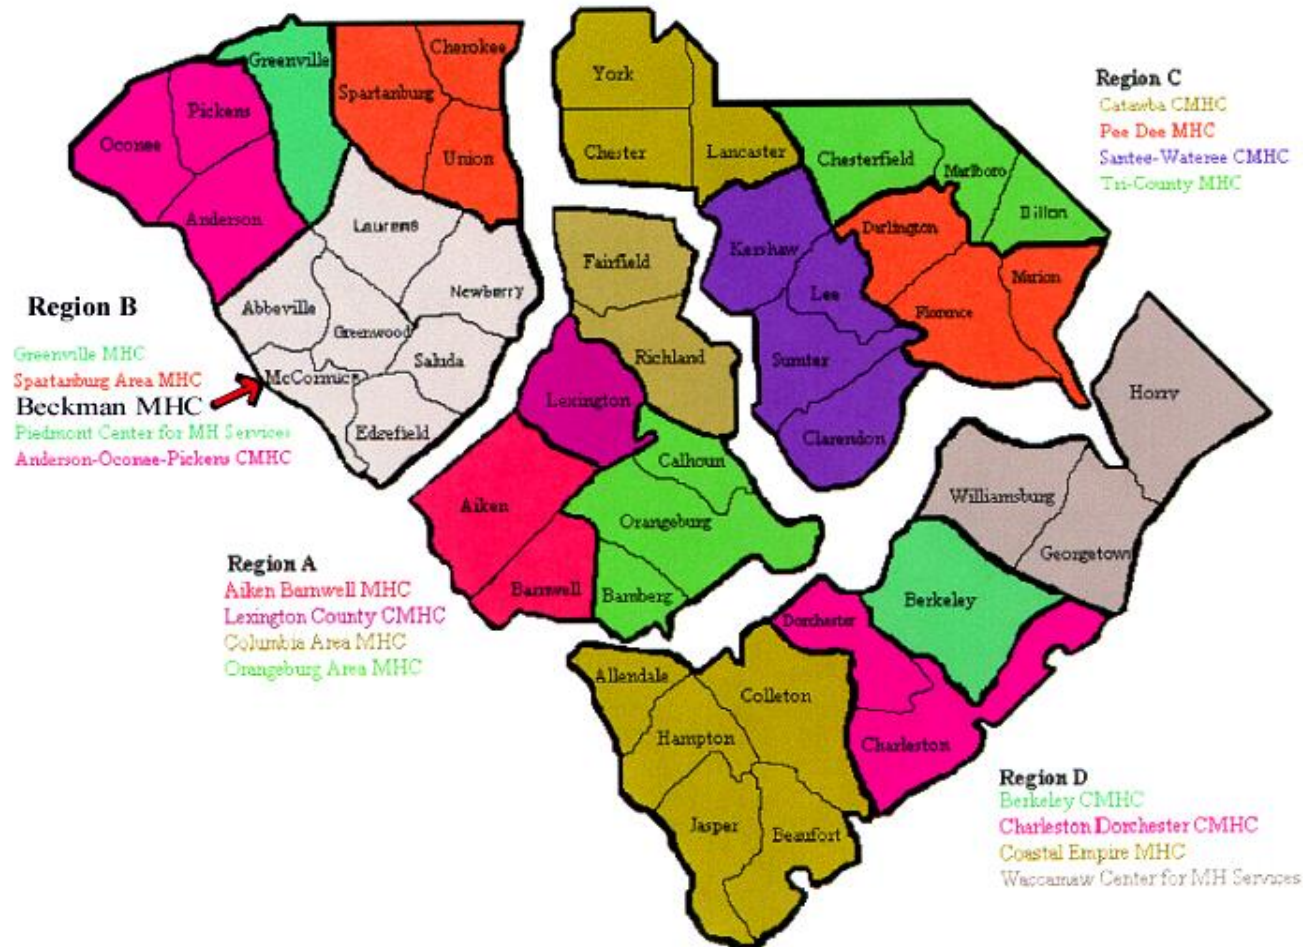 Cherokee
Greenville
York
Spartanburg
Region C
Catawba CMHC
Pee Dee MHC
Santee-Wateree CMHC
Tri-County MHC
Pickens
Oconee
Union
Chester
Lancaster
Chesterfield
Marlboro
Dillon
Anderson
Laurens
Darlington
Kershaw
Fairfield
Marion
Lee
Florence
Newberry
Abbeville
Greenwood
Region B
Greenville MHC
Spartanburg Area MHC
Beckman MHC
Piedmont Center for MH Services
Anderson-Oconee-Pickens CMHC
Saluda
McCormick
Edgefield
Richland
Sumter
Lexington
Clarendon
Horry
Calhoun
Aiken
Orangeburg
Williamsburg
Georgetown
Region A
Aiken Barnwell MHC
Lexington County CMHC
Columbia Area MHC
Orangeburg Area MHC
Barnwell
Bamberg
Berkeley
Dorchester
Allendale
Colleton
Hampton
Charleston
Jasper
Beaufort
Region D
Berkeley CMHC
Charleston Dorchester CMHC
Coastal Empire MHC
Waccamaw Center for MH Services